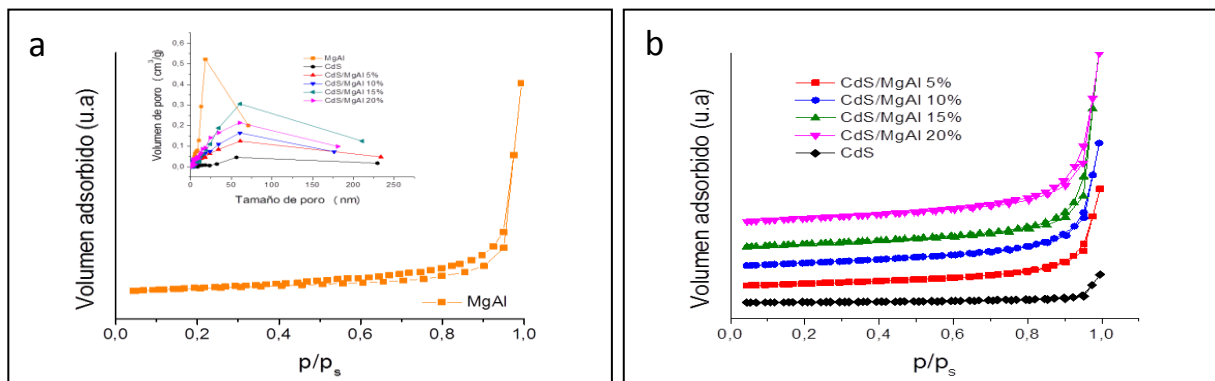 a
Volumen adsorbido (u.a)
Volumen de poro (cm³/g)
0,6
0,5
0,4
0,3
0,2
0,1
0,0
MgAl
CdS
CdS/MgAl 5%
CdS/MgAl 10%
CdS/MgAl 15%
CdS/MgAl 20%
0 50 100 150 200 250
Tamaño de poro (nm)
MgAl
0,0 0,2 0,4 0,6 0,8 1,0
p/ps
b
Volumen adsorbido (u.a)
CdS/MgAl 5%
CdS/MgAl 10%
CdS/MgAl 15%
CdS/MgAl 20%
CdS
0,0 0,2 0,4 0,6 0,8 1,0
p/ps